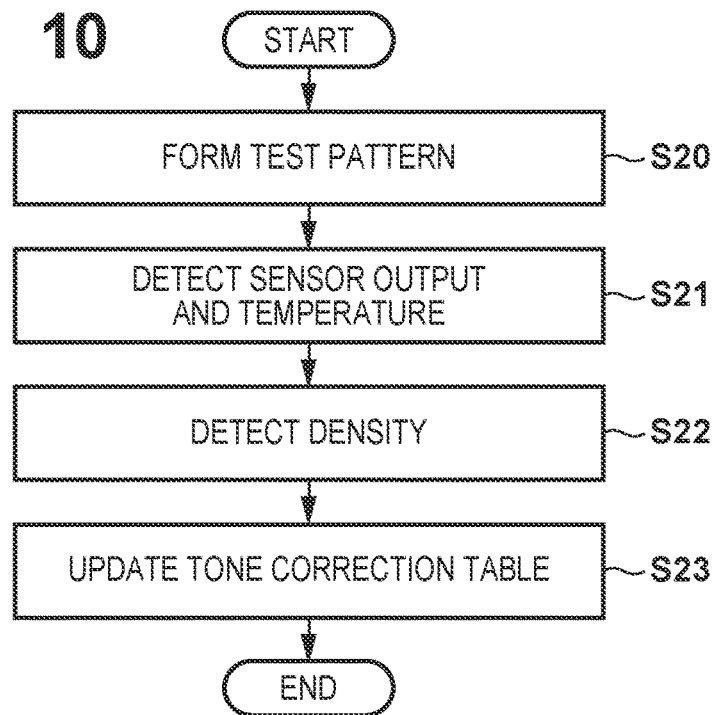 10
START
FORM TEST PATTERN
S20
DETECT SENSOR OUTPUT
AND TEMPERATURE
S21
DETECT DENSITY
S22
UPDATE TONE CORRECTION TABLE
S23
END